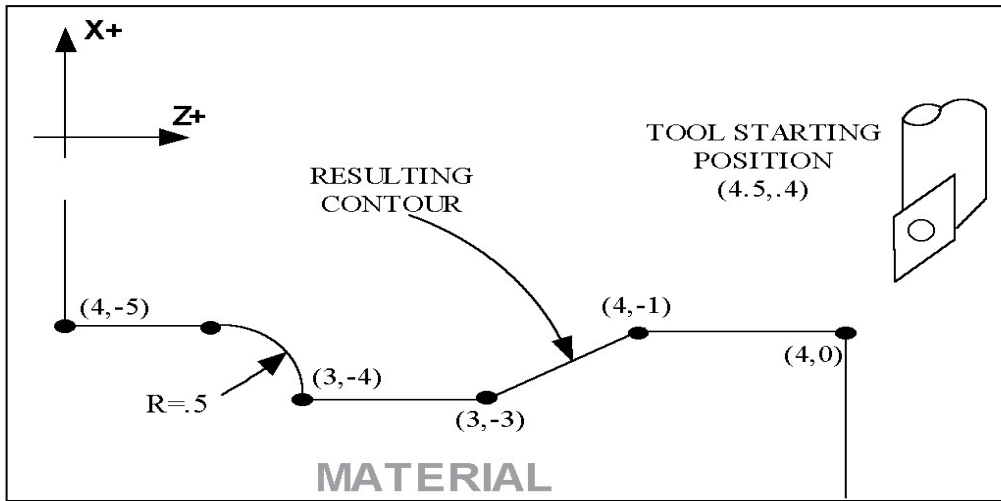 X+
Z+
TOOL STARTING
POSITION
(4.5,.4)
RESULTING
CONTOUR
(4,-5)
(4,-1)
(4,0)
R=.5
(3,-4)
(3,-3)
MATERIAL